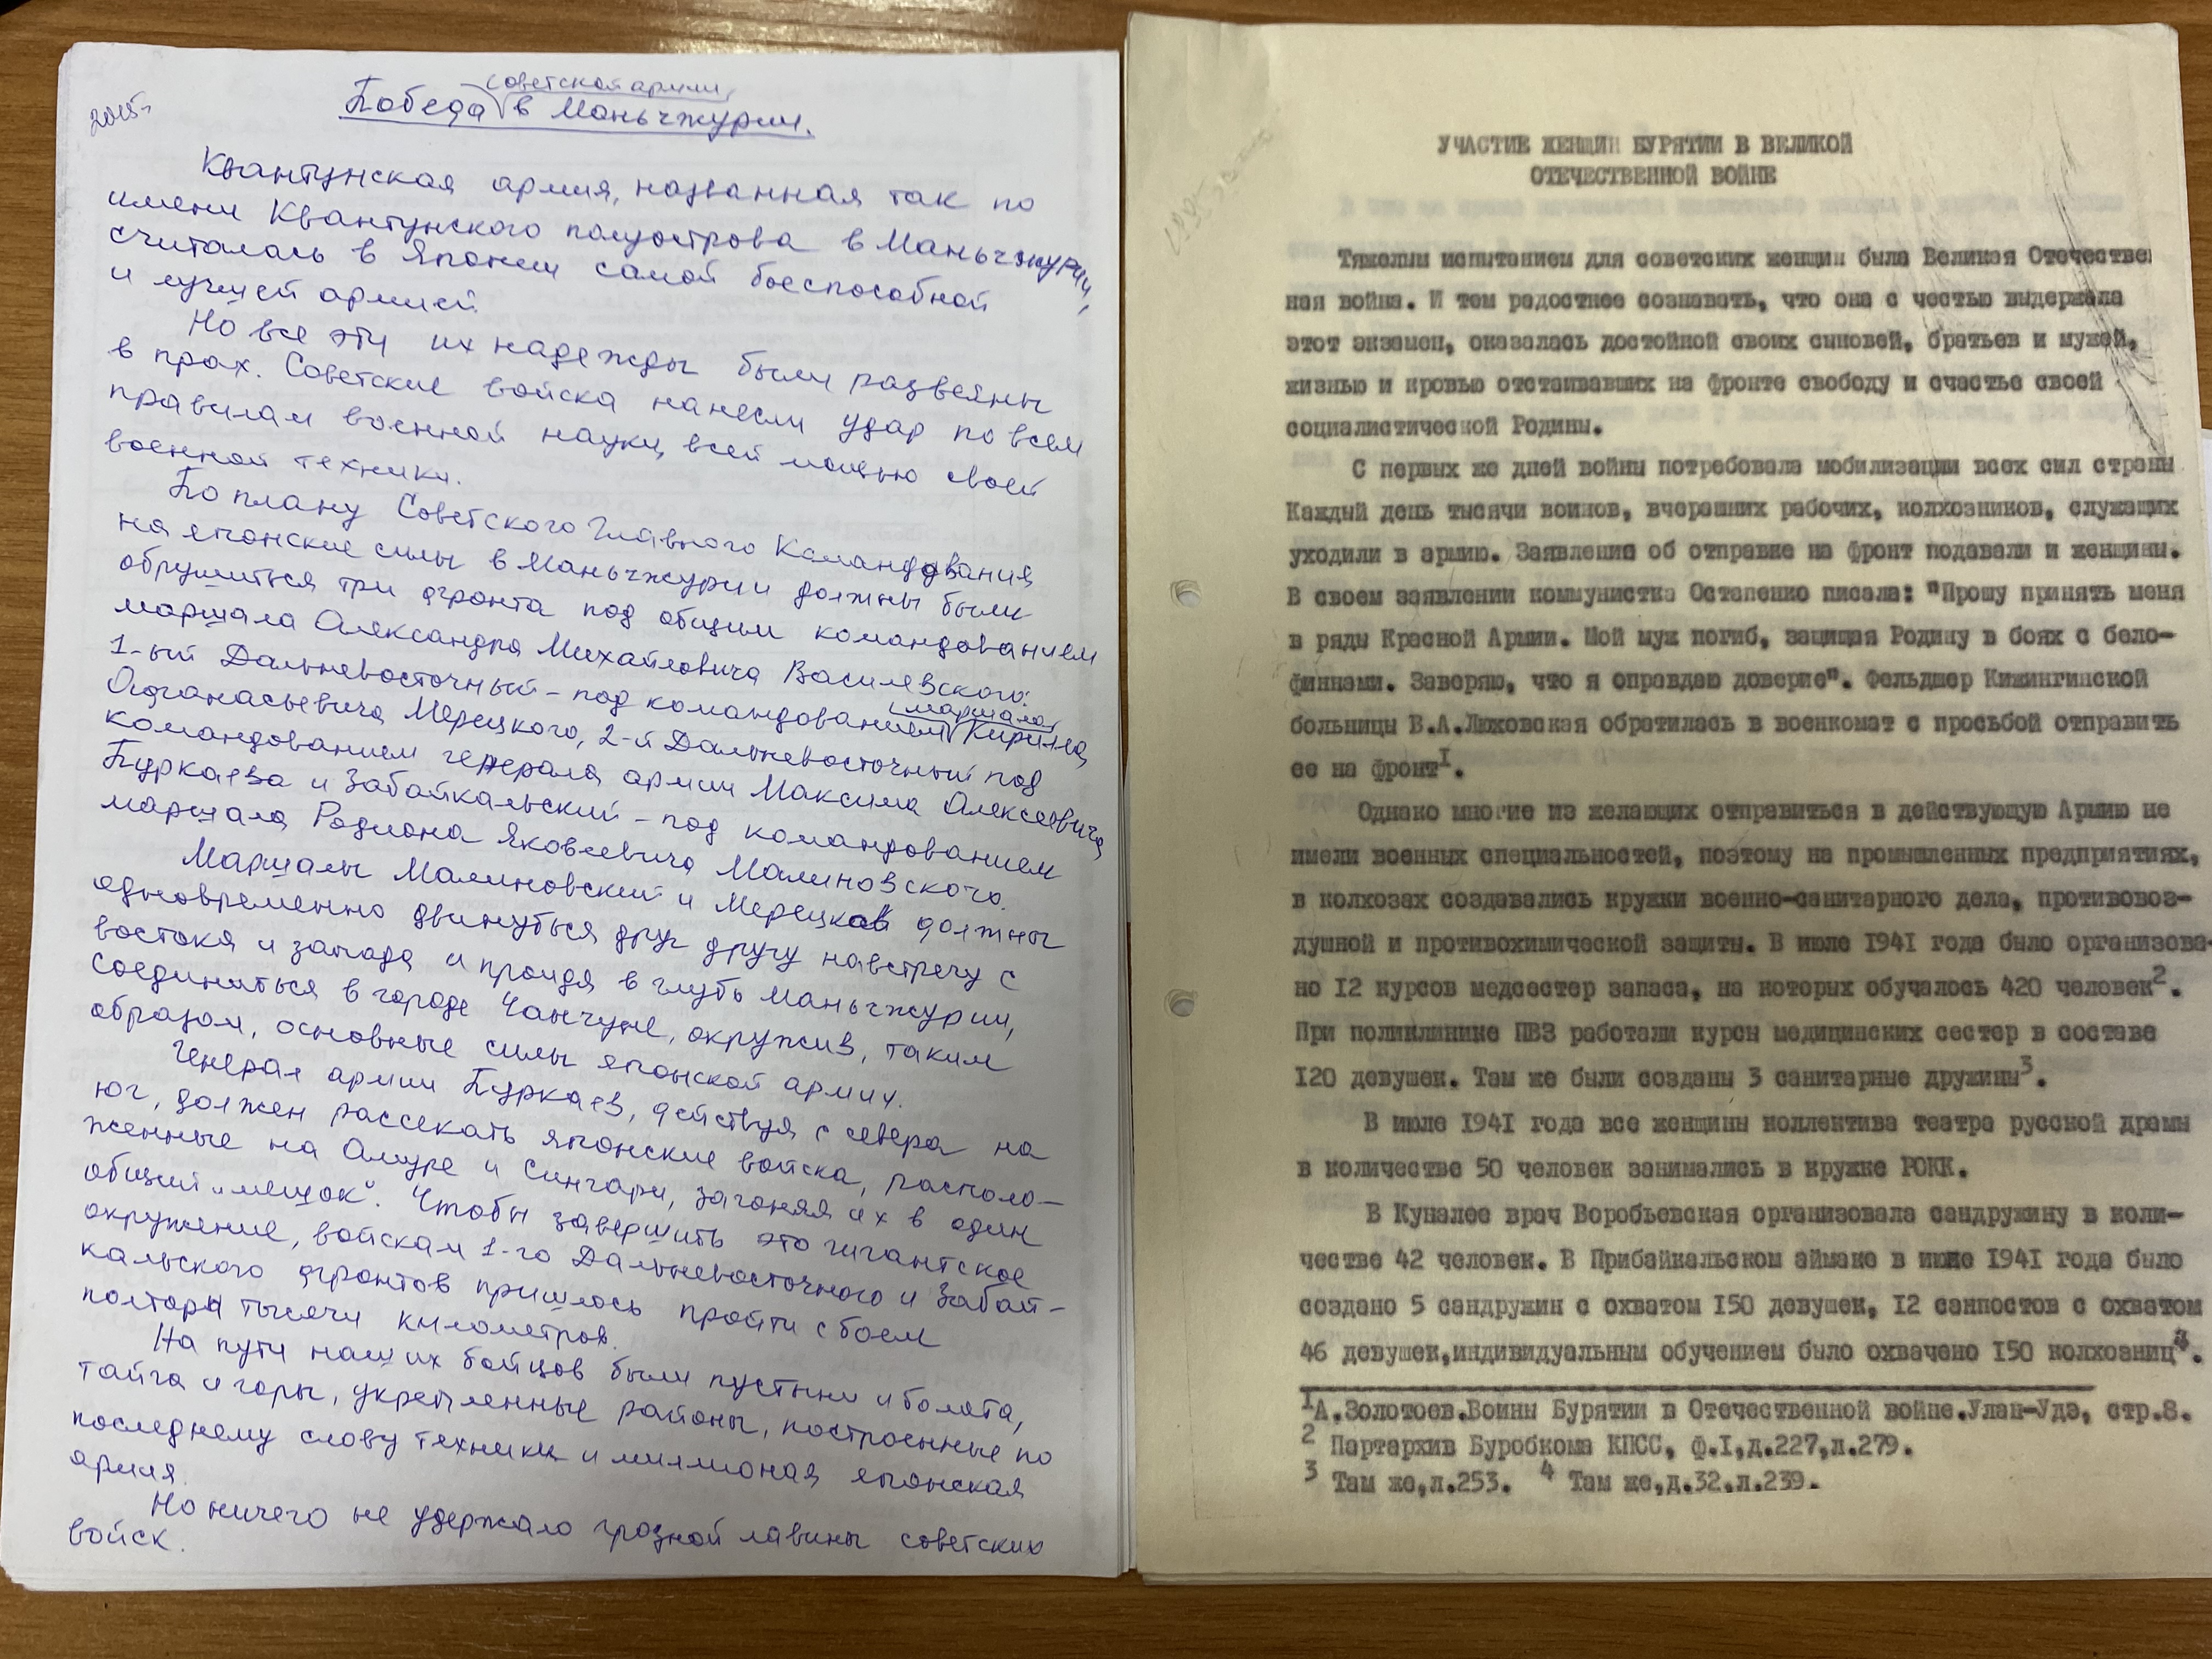 2015г
Советской армии
Победа в Маньчжурии.
Квантунская армия, названная так по
имени Квантунского полуострова в Маньчжурии,
считалась в Японии самой боеспособной
и лучшей армией.
Но все эти их надежды были развеяны
в прах. Советские войска нанесли удар по всем
правилам военной науки, всей мощью своей
военной техники.
По плану Советского Главного Командования
на японские силы в Маньчжурии должны были
обрушиться три фронта под общим командованием
маршала Александра Михайловича Василевского:
1-ый Дальневосточный - под командованием Кирилла
маршала
Афанасьевича Мерецкого, 2-й Дальневосточный под
командованием генерала армии Максима Алексеевича
Пуркаева и Забайкальский - под командованием
маршала Родиона Яковлевича Малиновского.
Маршалы Малиновский и Мерецков должны
одновременно двинуться друг другу навстречу с
востока и запада и пройдя в глубь Маньчжурии,
соединиться в городе Чанчуне, окружив, таким
образом, основные силы японской армии.
Генерал армии Пуркаев, действуя с севера на
юг, должен рассекать японские войска, располо-
женные на Амуре и Сунгари, загоняя их в один
общий „мешок". Чтобы завершить это гигантское
окружение, войскам 1-го Дальневосточного и Забай-
кальского фронтов пришлось пройти с боем
полторы тысячи километров.
На пути наших бойцов были пустыни и болота,
тайга и горы, укрепленные районы, построенные по
последнему слову техники и миллионая японская
армия.
Но ничего не удержало грозной лавины советских
войск.
УЧАСТИЕ ЖЕНЩИН БУРЯТИИ В ВЕЛИКОЙ
ОТЕЧЕСТВЕННОЙ ВОЙНЕ
Тяжелым испытанием для советских женщин была Великая Отечествен
ная война. И тем радостнее сознавать, что она с честью выдержала
этот экзамен, оказалась достойной своих сыновей, братьев и мужей,
жизнью и кровью отстаивавших на фронте свободу и счастье своей
социалистической Родины.
С первых же дней войны потребовала мобилизации всех сил страны
Каждый день тысячи воинов, вчерашних рабочих, колхозников, служащих
уходили в армию. Заявления об отправке на фронт подавали и женщины.
В своем заявлении коммунистка Остапенко писала: "Прошу принять меня
в ряды Красной Армии. Мой муж погиб, защищая Родину в боях с бело-
финнами. Заверяю, что я оправдаю доверие". Фельдшер Кижингинской
больницы В.А.Ляховская обратилась в военкомат с просьбой отправить
ее на фронт1.
Однако многие из желающих отправиться в действующую Армию не
имели военных специальностей, поэтому на промышленных предприятиях,
в колхозах создавались кружки военно-санитарного дела, противовоз-
душной и противохимической защиты. В июле 1941 года было организова-
но 12 курсов медсестер запаса, на которых обучалось 420 человек2.
При поликлинике ПВЗ работали курсы медицинских сестер в составе
120 девушек. Там же были созданы 3 санитарные дружины3.
В июле 1941 года все женщины коллектива театра русской драмы
в количестве 50 человек занимались в кружке РОКК.
В Куналее врач Воробьевская организовала сандружину в коли-
честве 42 человек. В Прибайкальском аймаке в июне 1941 года было
создано 5 сандружин с охватом 150 девушек, 12 санпостов с охватом
46 девушек,индивидуальным обучением было охвачено 150 колхозниц4.
1А.Золотоев.Воины Бурятии в Отечественной войне.Улан-Удэ, стр.8.
2 Партархив Буробкома КПСС, ф.1,д.227,л.279.
3 Там же,л.253. 4 Там же,д.32,л.239.